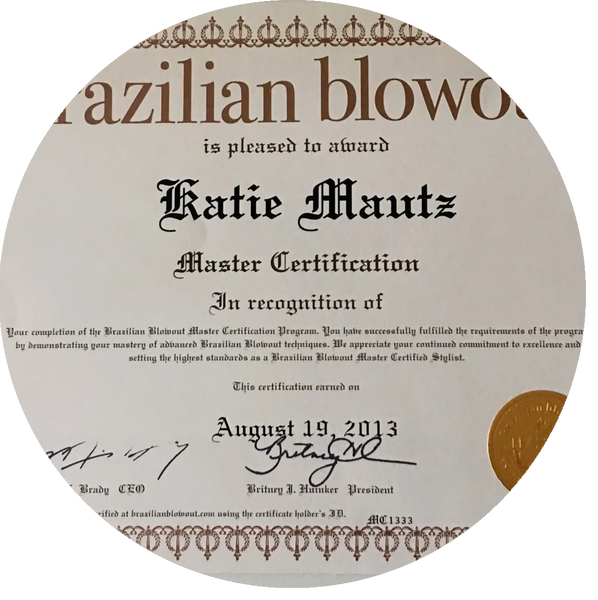 razilian blowou
is pleased to award
Katie Mautz
Master Certification
In recognition of
Your completion of the Brazilian Blowout Master Certification Program. You have successfully fulfilled the requirements of the progra
by demonstrating your mastery of advanced Brazilian Blowout techniques. We appreciate your continued commitment to excellence and
setting the highest standards as a Brazilian Blowout Master Certified Stylist.
This certification earned on
August 19, 2013
Brady CEO
Britney J. President
rified at brazilianblowout.com using the certificate holder's ID.
MC1333